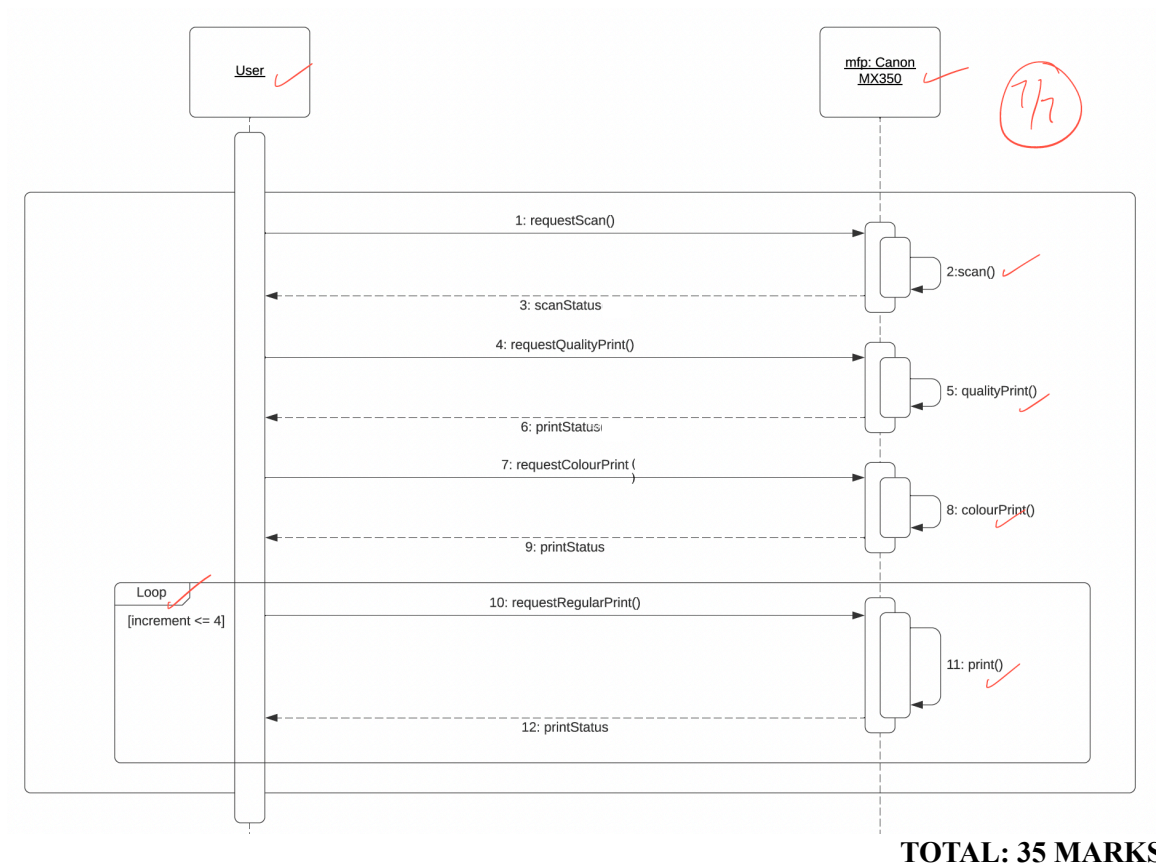 User
mfp: Canon
MX350
7/7
1: requestScan()
2:scan()
3: scanStatus
4: requestQualityPrint()
5: qualityPrint()
6: printStatus
7: requestColourPrint (
)
8: colourPrint()
9: printStatus
Loop
[increment <= 4]
10: requestRegularPrint()
11: print()
12: printStatus
TOTAL: 35 MARKS